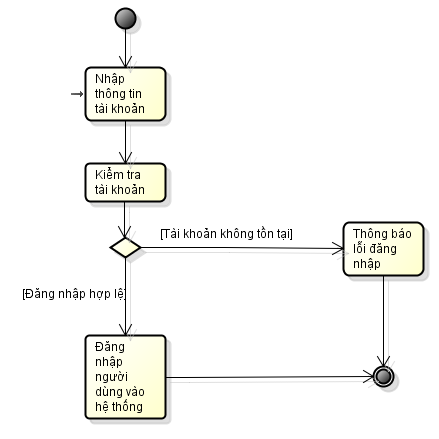 Nhập
thông tin
tài khoản
Kiểm tra
tài khoản
[Tài khoản không tồn tại]
Thông báo
lỗi đăng
nhập
[Đăng nhập hợp lệ]
Đăng
nhập
người
dùng vào
hệ thống